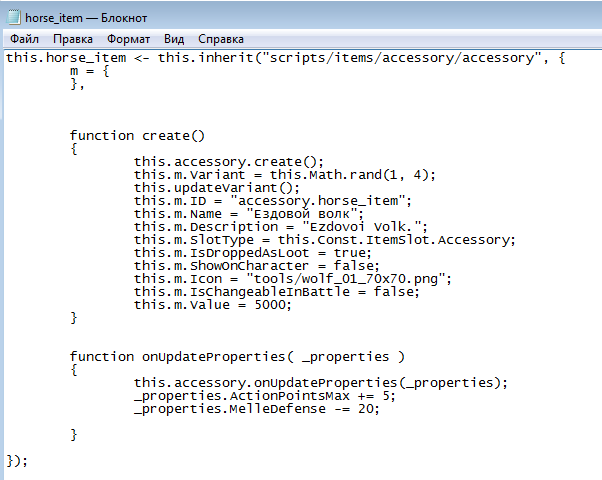 horse_item — Блокнот
Файл Правка Формат Вид Справка
this.horse_item <- this.inherit("scripts/items/accessory/accessory", {
	m = {
	},
	function create()
	{
		this.accessory.create();
		this.m.Variant = this.Math.rand(1, 4);
		this.updateVariant();
		this.m.ID = "accessory.horse_item";
		this.m.Name = "Ездовой волк";
		this.m.Description = "Ezdovoi Volk.";
		this.m.SlotType = this.Const.ItemSlot.Accessory;
		this.m.IsDroppedAsLoot = true;
		this.m.ShowOnCharacter = false;
		this.m.Icon = "tools/wolf_01_70x70.png";
		this.m.IsChangeableInBattle = false;
		this.m.Value = 5000;
	}
	function onUpdateProperties( _properties )
	{
		this.accessory.onUpdateProperties(_properties);
		_properties.ActionPointsMax += 5;
		_properties.MelleDefense -= 20;
	}
});